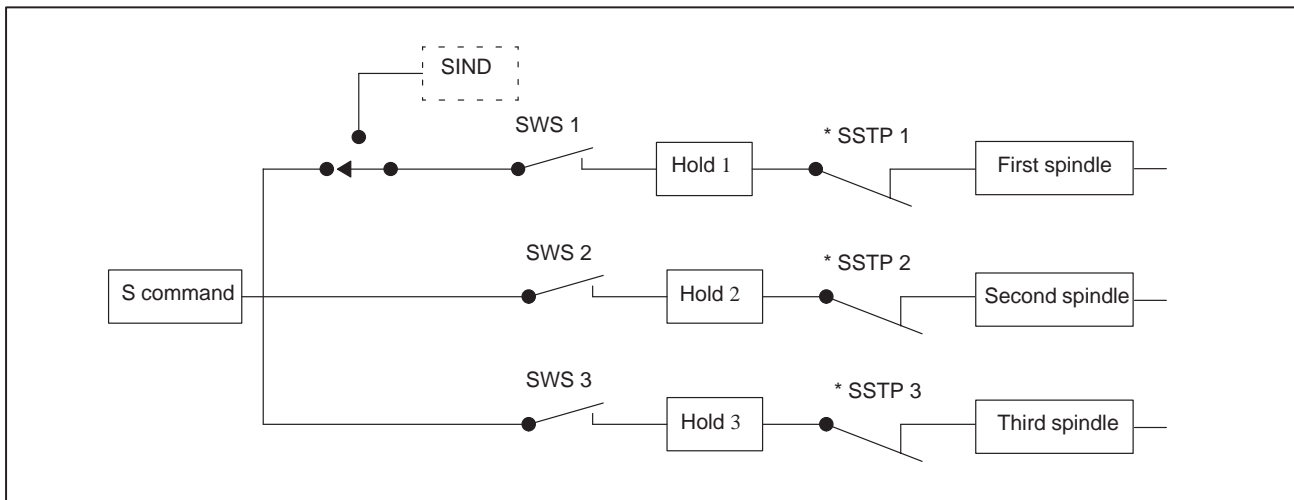 SIND
SWS 1
* SSTP 1
Hold 1
First spindle
SWS 2
* SSTP 2
S command
Hold 2
Second spindle
SWS 3
* SSTP 3
Hold 3
Third spindle